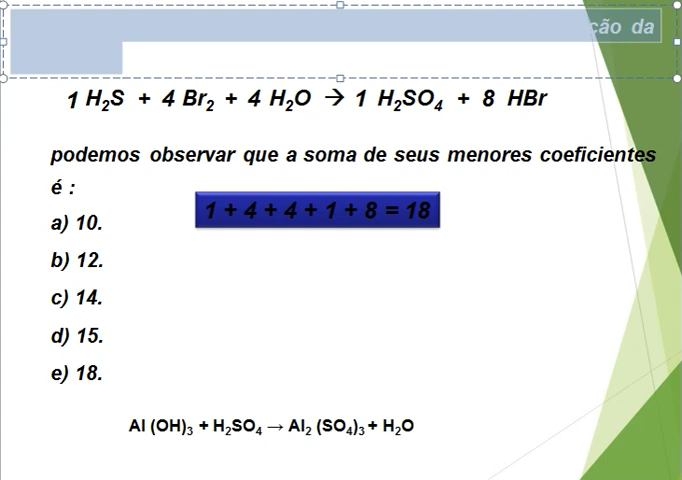 ção da
1 H₂S + 4 Br₂ + 4 H₂O → 1 H₂SO₄ + 8 HBr
podemos observar que a soma de seus menores coeficientes
é :
1 + 4 + 4 + 1 + 8 = 18
a) 10.
b) 12.
c) 14.
d) 15.
e) 18.
Al (OH)₃ + H₂SO₄ → Al₂ (SO₄)₃ + H₂O